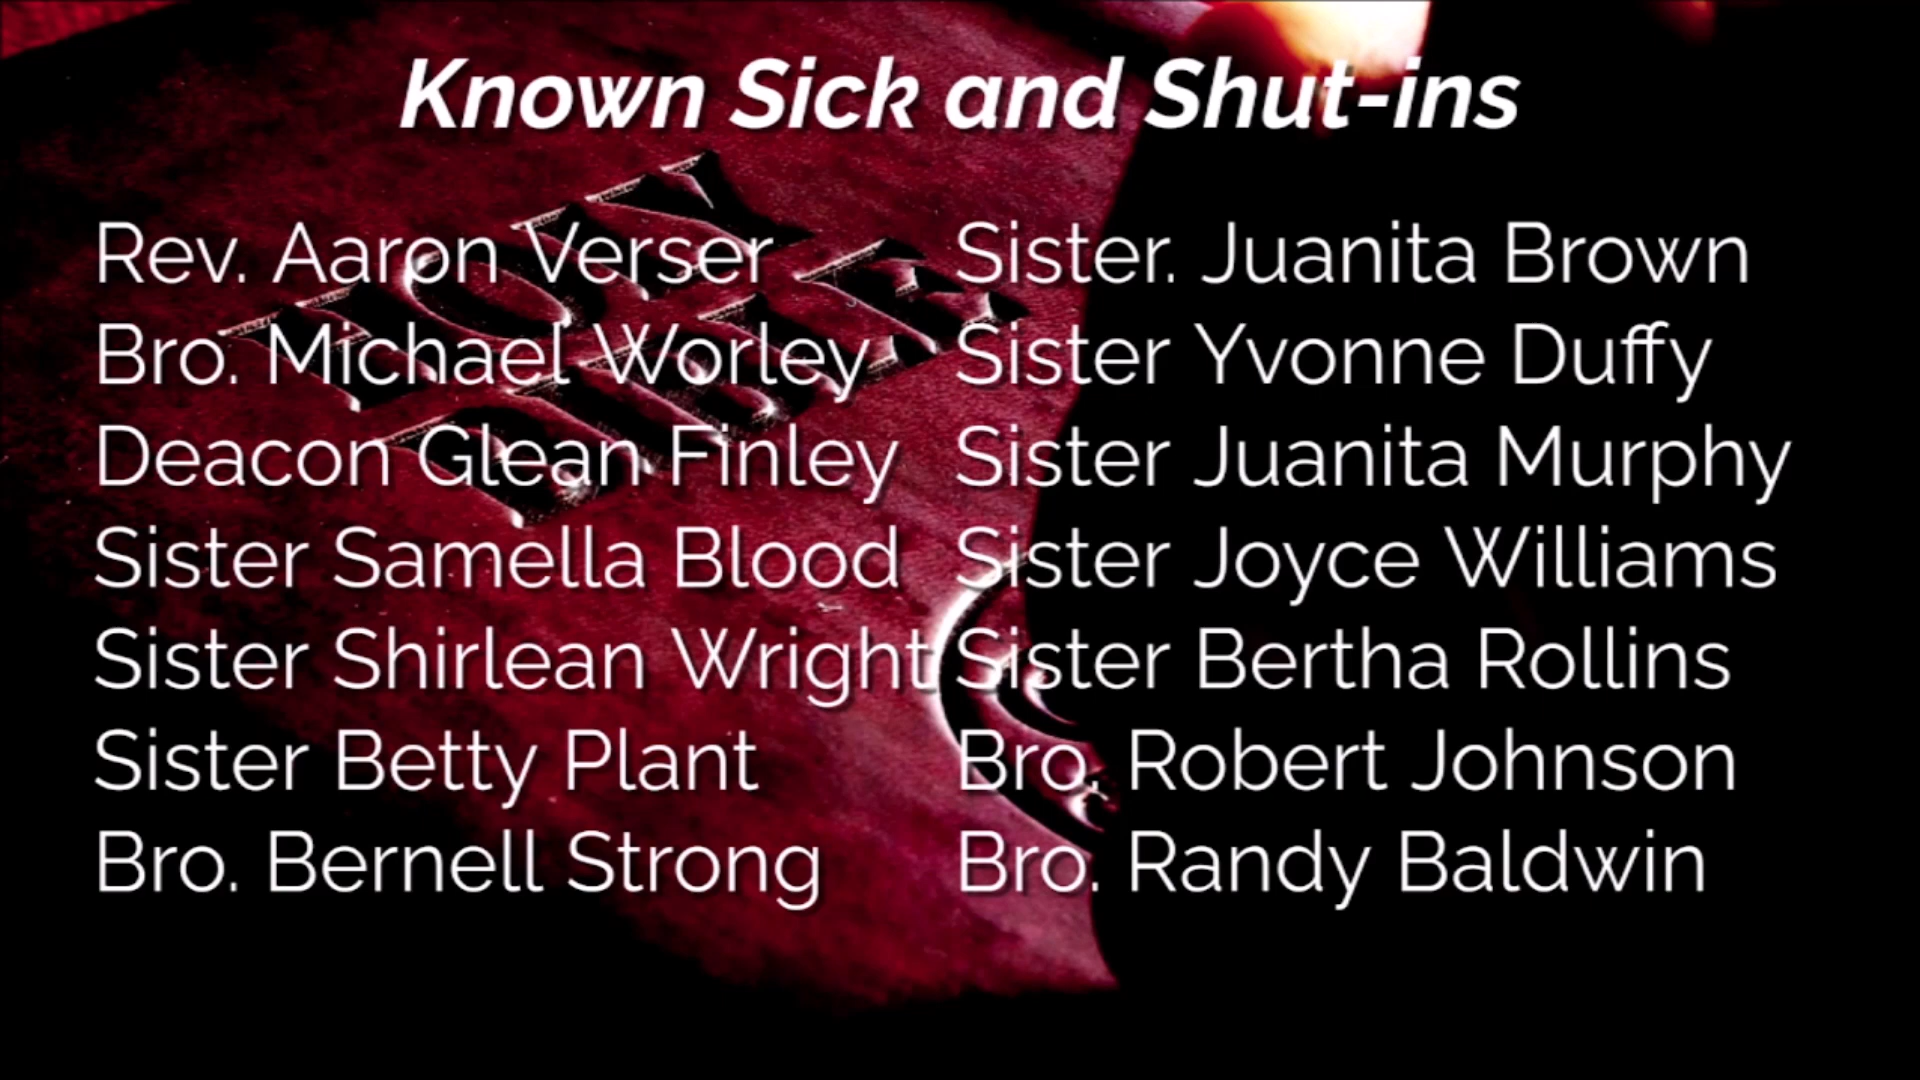 Known Sick and Shut-ins
Rev. Aaron Verser
Bro. Michael Worley
Deacon Glean Finley
Sister Samella Blood
Sister Shirlean Wright
Sister Betty Plant
Bro. Bernell Strong
Sister. Juanita Brown
Sister Yvonne Duffy
Sister Juanita Murphy
Sister Joyce Williams
Sister Bertha Rollins
Bro. Robert Johnson
Bro. Randy Baldwin
HOLY
BIBLE